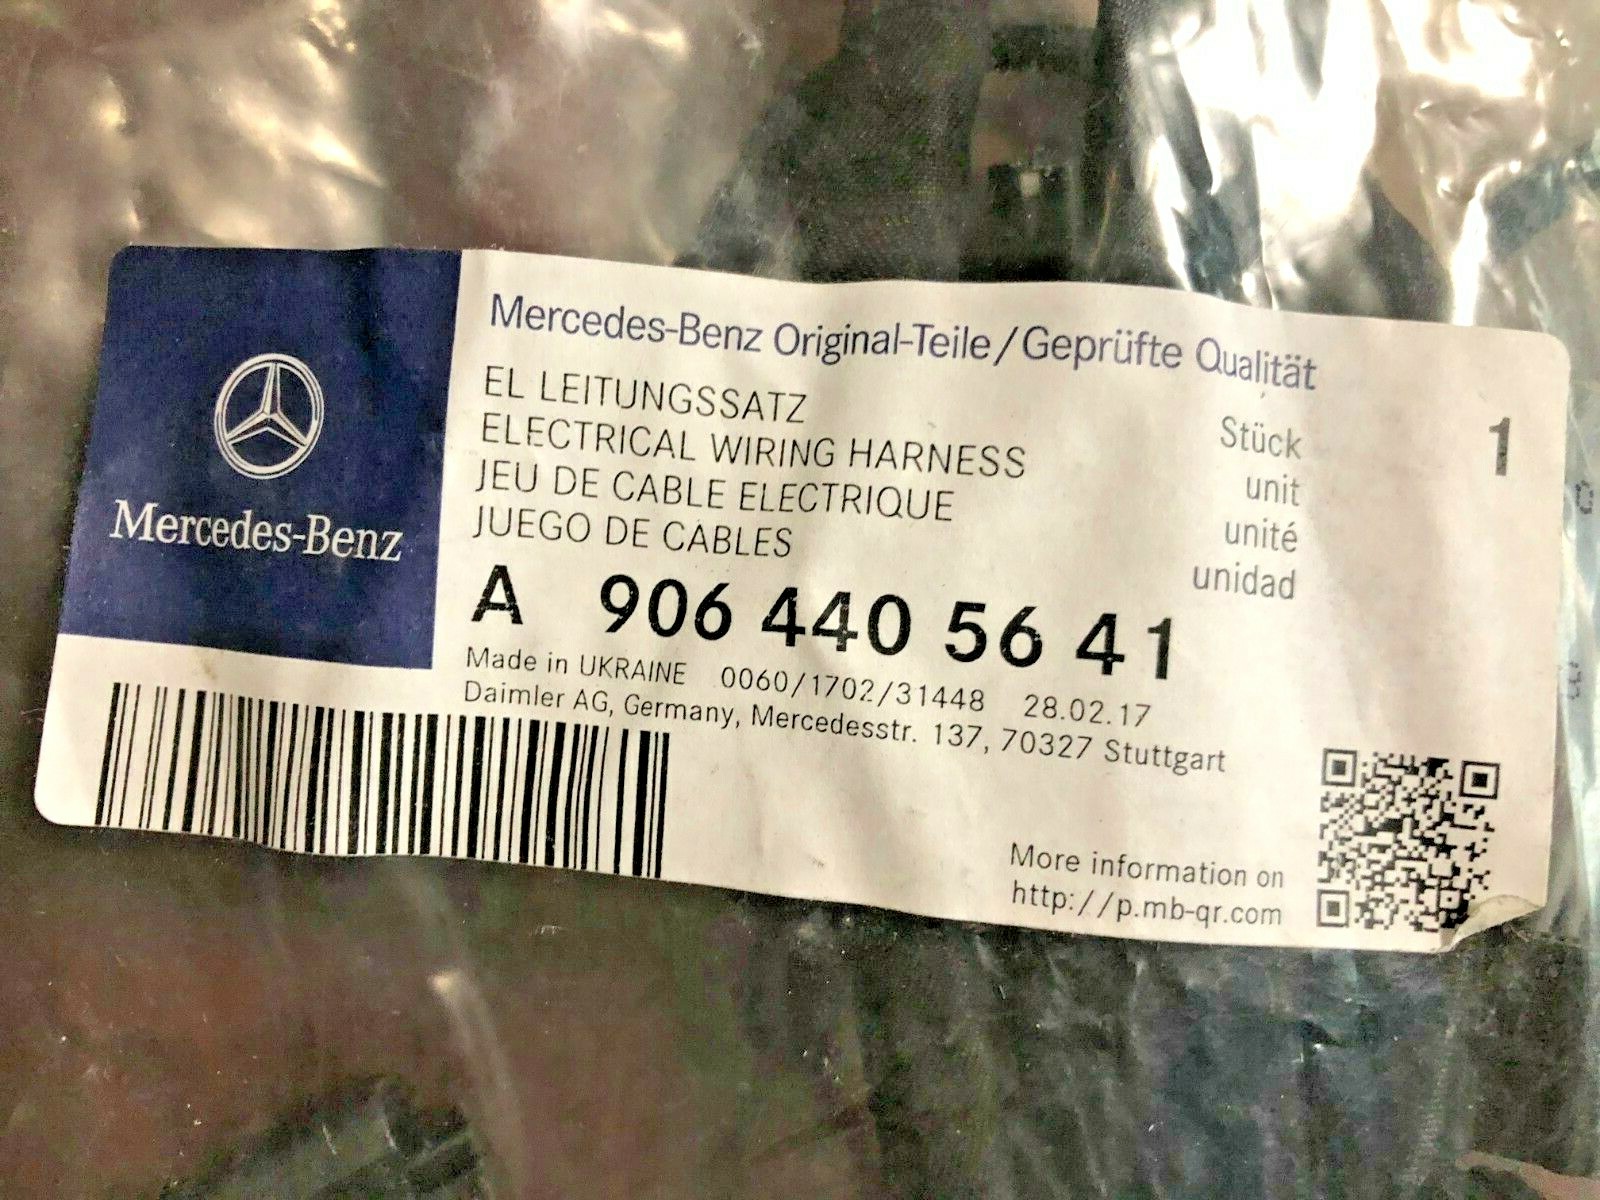 Mercedes-Benz
Mercedes-Benz Original-Teile/Geprüfte Qualität
EL LEITUNGSSATZ
ELECTRICAL WIRING HARNESS
JEU DE CABLE ELECTRIQUE
JUEGO DE CABLES
Stück 1
unit
unité
unidad
A 906 440 56 41
Made in UKRAINE 0060/1702/31448 28.02.17
Daimler AG, Germany, Mercedesstr. 137, 70327 Stuttgart
More information on
http://p.mb-qr.com